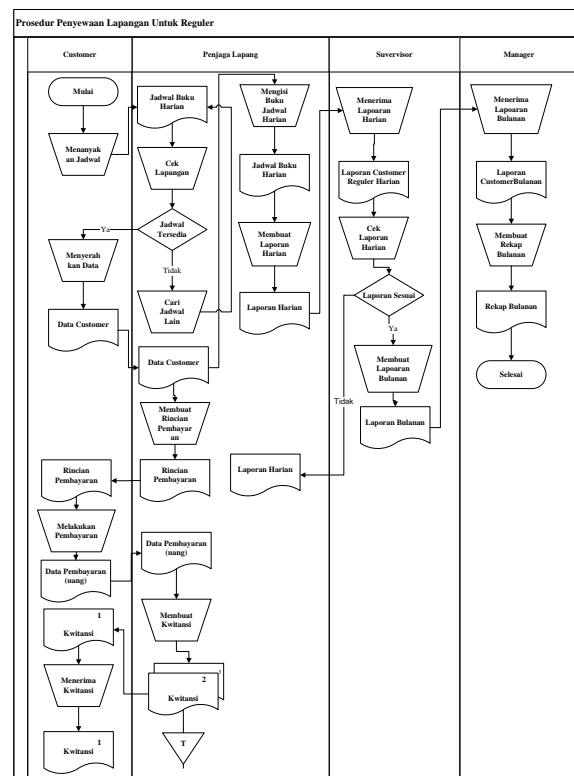 Prosedur Penyewaan Lapangan Untuk Reguler
Customer
Penjaga Lapang
Suvervisor
Manager
Mulai
Menanyak
an Jadwal
Ya
Menyerah
kan Data
Data Customer
Rincian
Pembayaran
Melakukan
Pembayaran
Data Pembayaran
(uang)
1
Kwitansi
Menerima
Kwitansi
1
Kwitansi
Jadwal Buku
Harian
Cek
Lapangan
Jadwal
Tersedia
Tidak
Cari
Jadwal
Lain
Data Customer
Membuat
Rincian
Pembayar
an
Rincian
Pembayaran
Data Pembayaran
(uang)
Membuat
Kwitansi
1
2
Kwitansi
T
Mengisi
Buku
Jadwal
Harian
Jadwal Buku
Harian
Membuat
Laporan
Harian
Laporan Harian
Laporan Harian
Menerima
Lapoaran
Harian
Laporan Customer
Reguler Harian
Cek
Laporan
Harian
Laporan Sesuai
Ya
Tidak
Membuat
Lapoaran
Bulanan
Laporan Bulanan
Menerima
Lapoaran
Bulanan
Laporan
CustomerBulanan
Membuat
Rekap
Bulanan
Rekap Bulanan
Selesai